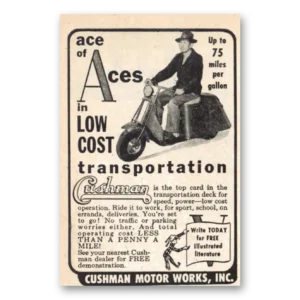 ace
of
Aces
in
LOW
COST
Up to
75
miles
per
gallon
transportation
Cushman is the top card in the
transportation deck for
speed, power—low cost
operation. Ride it to work, for sport, school, on
errands, deliveries. You're set
to go! No traffic or parking
worries either. And total
operating cost LESS
THAN A PENNY A
MILE!
See your nearest Cush-
man dealer for FREE
demonstration.
Write TODAY
for FREE
illustrated
literature
CUSHMAN MOTOR WORKS, INC.